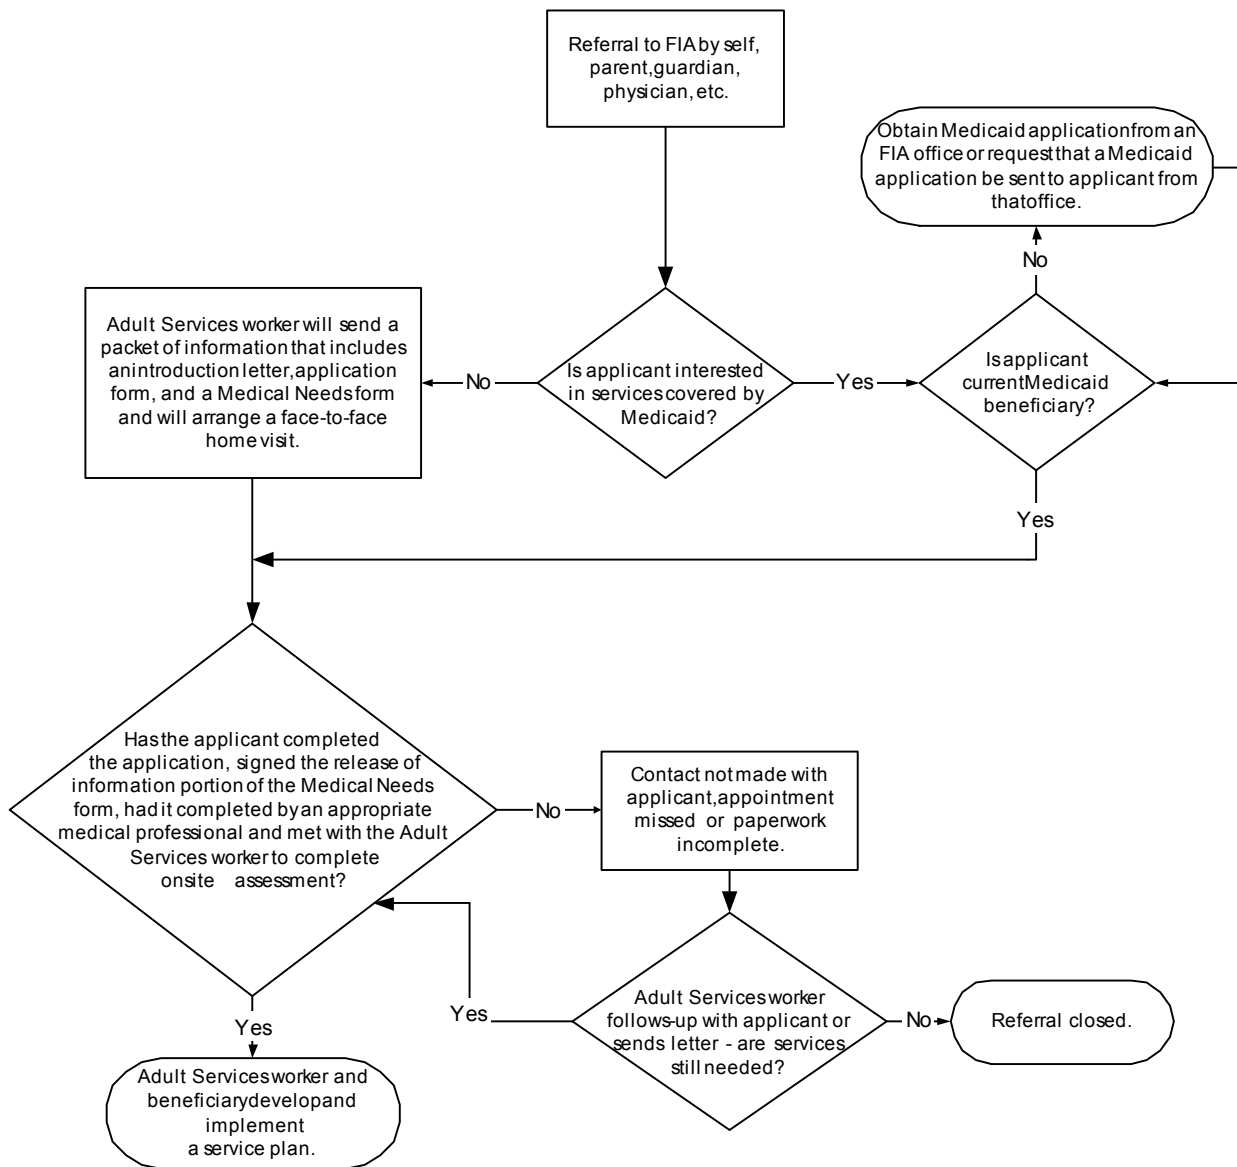 Referral to FIA by self,
parent, guardian,
physician, etc.
Obtain Medicaid application from an
FIA office or request that a Medicaid
application be sent to applicant from
that office.
No
Adult Services worker will send a
packet of information that includes
an introduction letter, application
form, and a Medical Needs form
and will arrange a face-to-face
home visit.
No
Is applicant interested
in services covered by
Medicaid?
Yes
Is applicant
current Medicaid
beneficiary?
Yes
Has the applicant completed
the application, signed the release of
information portion of the Medical Needs
form, had it completed by an appropriate
medical professional and met with the Adult
Services worker to complete
onsite assessment?
No
Contact not made with
applicant, appointment
missed or paperwork
incomplete.
Yes
Adult Services worker
follows-up with applicant or
sends letter - are services
still needed?
No
Referral closed.
Yes
Adult Services worker and
beneficiary develop and
implement
a service plan.